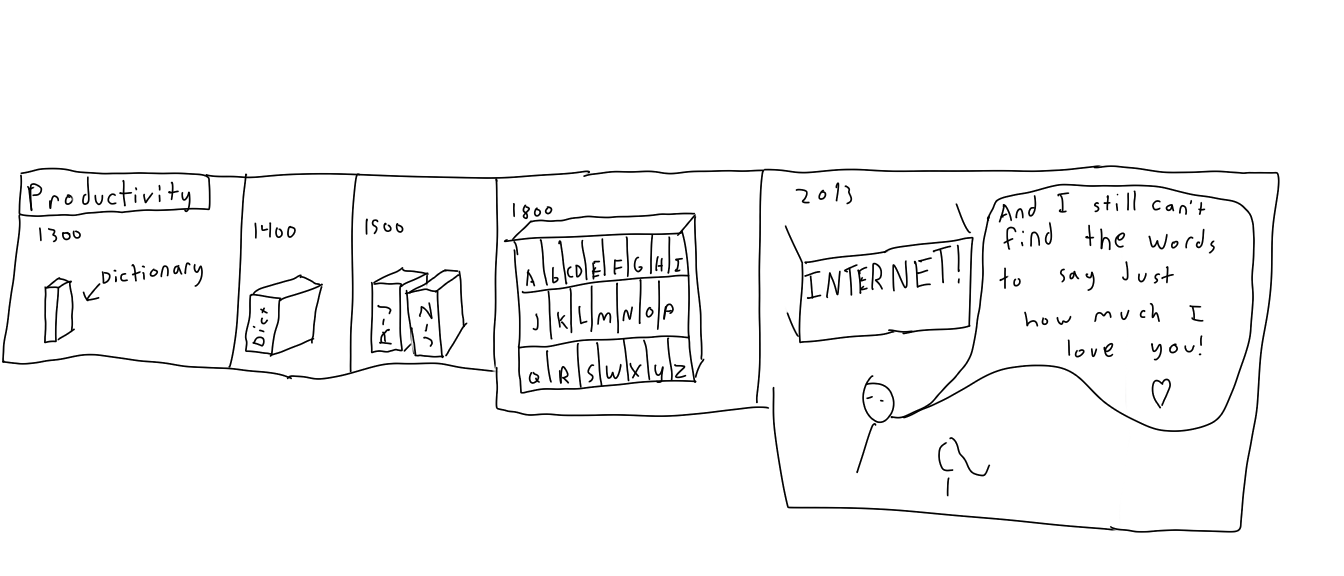 Productivity
1300
Dictionary
1400
Dict
1500
A-J
J-Z
1800
A b CD E F G H I
J K L M N O P
Q R S W X Y Z
2013
INTERNET!
And I still can't
find the words
to say Just
how much I
love you!